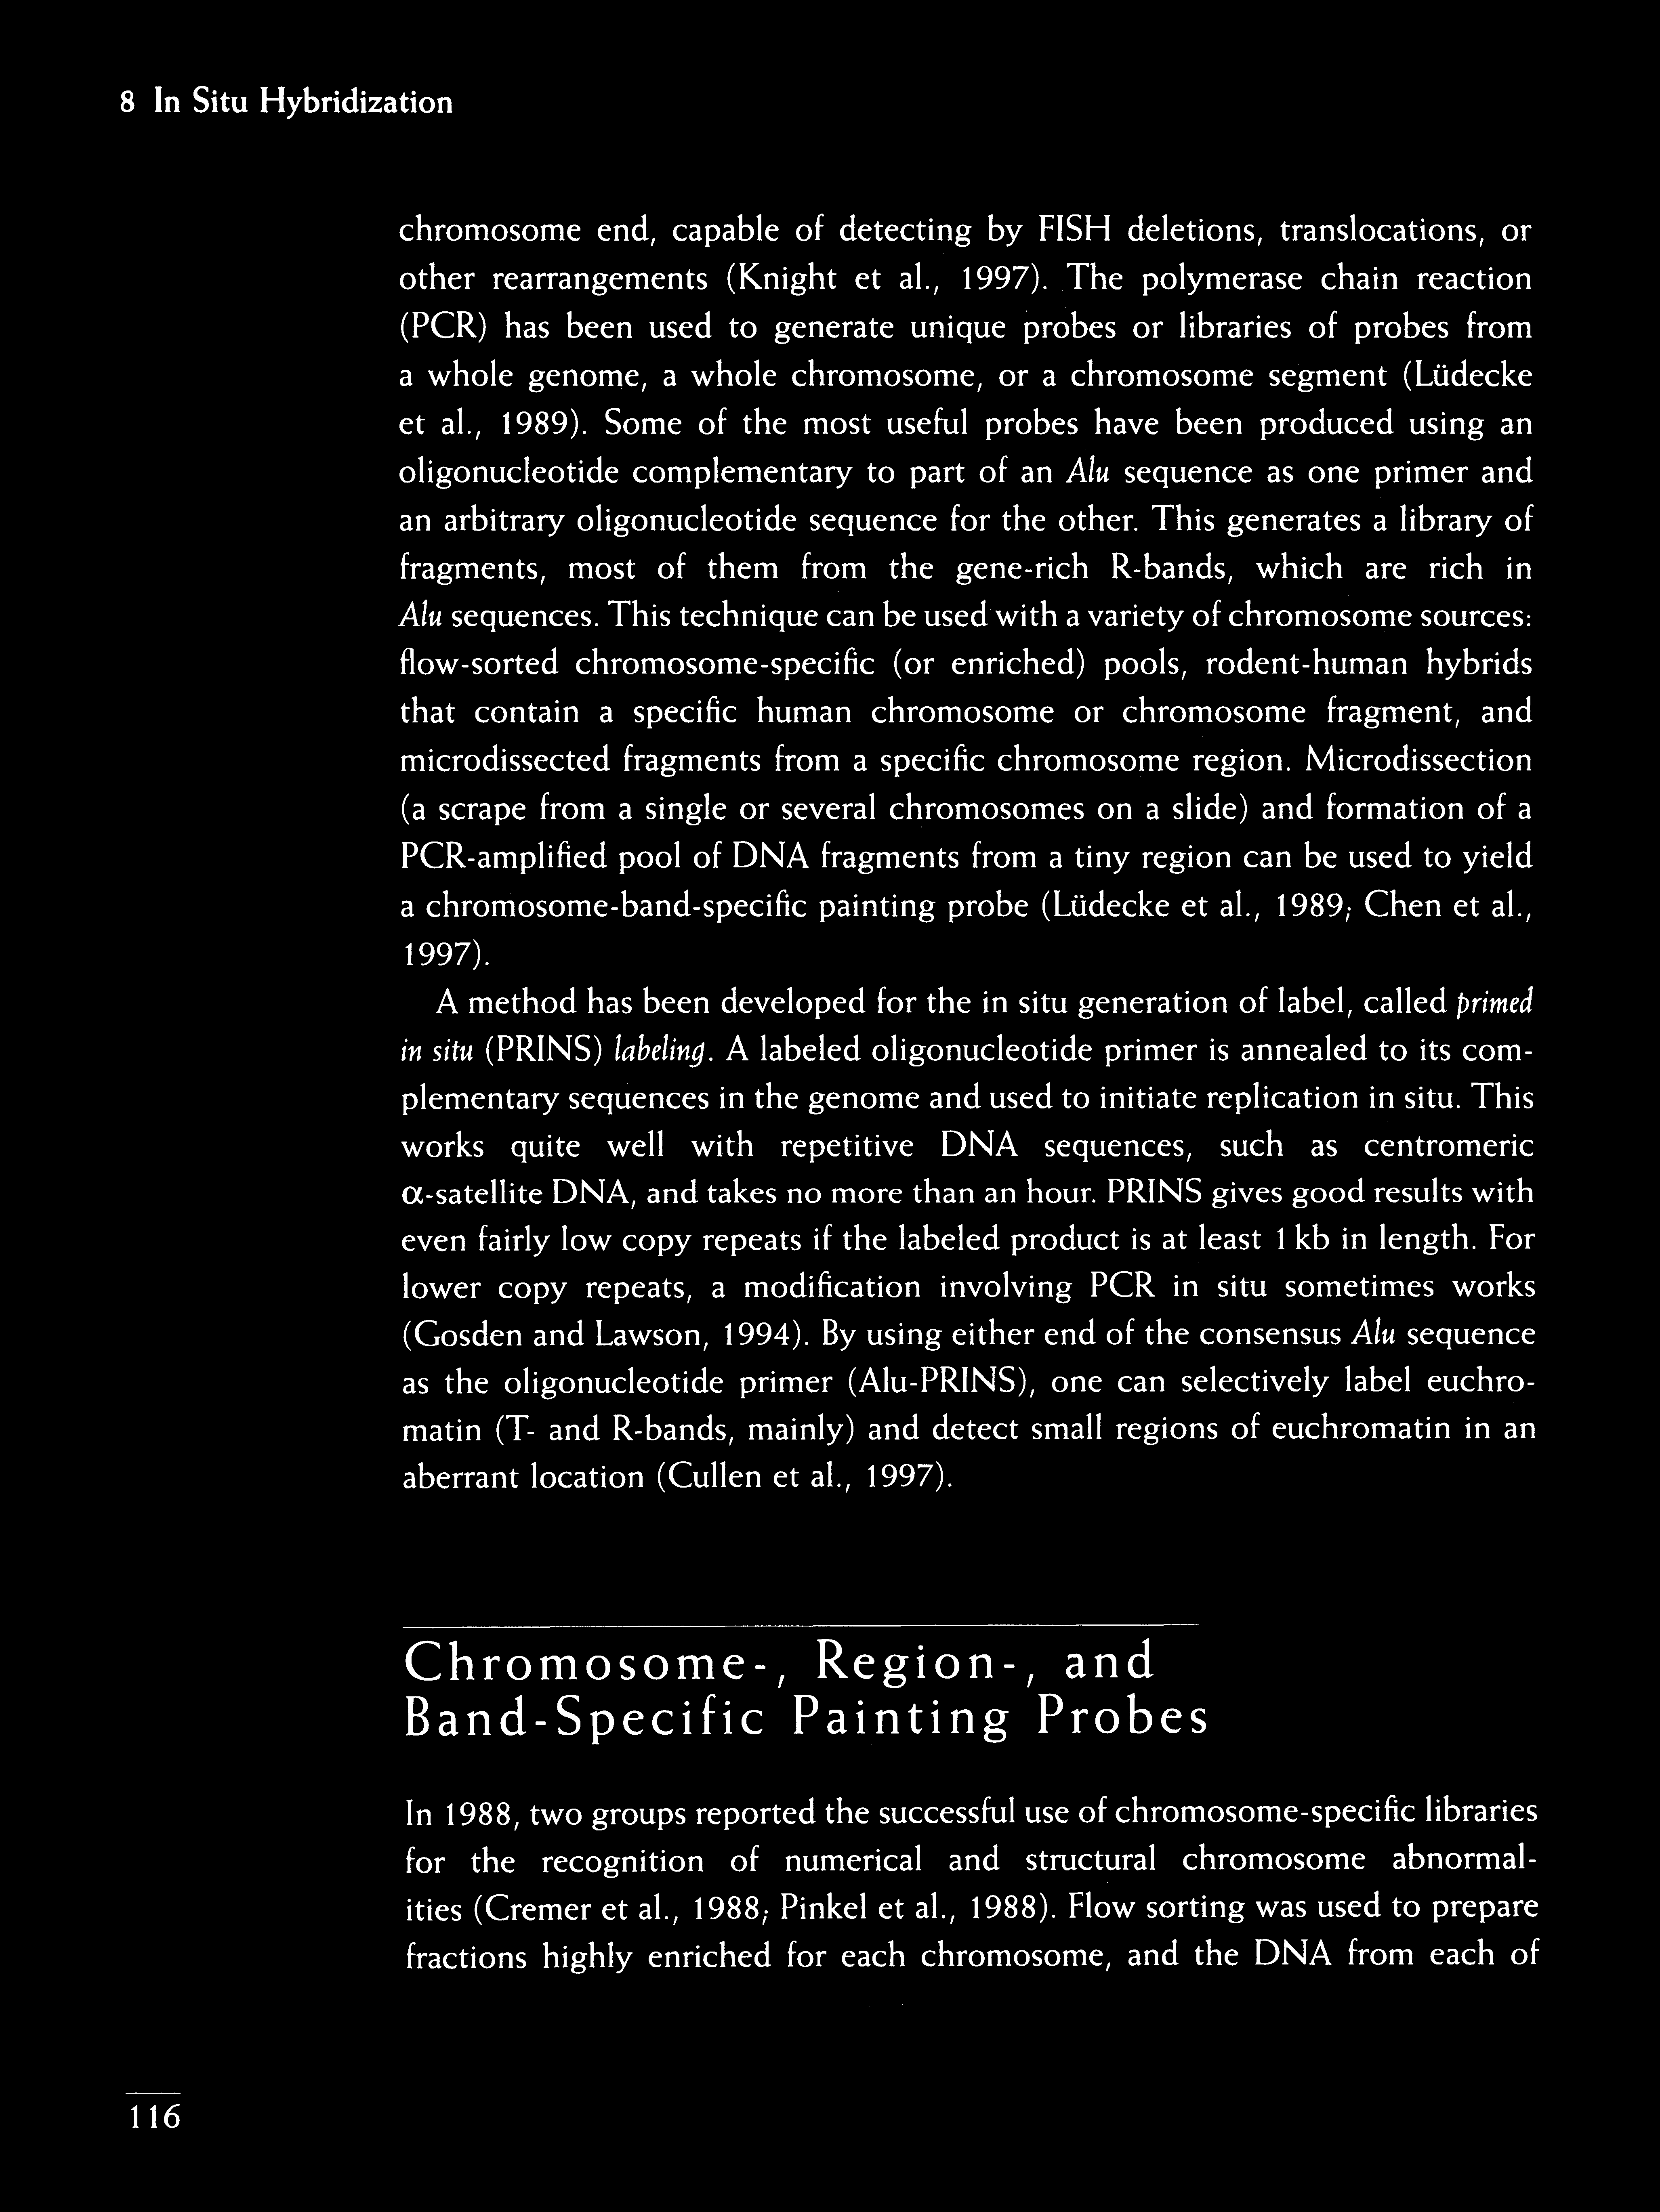 8 In Situ Hybridization
chromosome end, capable of detecting by FISH deletions, translocations, or
other rearrangements (Knight et al., 1997). The polymerase chain reaction
(PCR) has been used to generate unique probes or libraries of probes from
a whole genome, a whole chromosome, or a chromosome segment (Lüdecke
et al., 1989). Some of the most useful probes have been produced using an
oligonucleotide complementary to part of an Alu sequence as one primer and
an arbitrary oligonucleotide sequence for the other. This generates a library of
fragments, most of them from the gene-rich R-bands, which are rich in
Alu sequences. This technique can be used with a variety of chromosome sources:
flow-sorted chromosome-specific (or enriched) pools, rodent-human hybrids
that contain a specific human chromosome or chromosome fragment, and
microdissected fragments from a specific chromosome region. Microdissection
(a scrape from a single or several chromosomes on a slide) and formation of a
PCR-amplified pool of DNA fragments from a tiny region can be used to yield
a chromosome-band-specific painting probe (Lüdecke et al., 1989; Chen et al.,
1997).
A method has been developed for the in situ generation of label, called primed
in situ (PRINS) labeling. A labeled oligonucleotide primer is annealed to its com-
plementary sequences in the genome and used to initiate replication in situ. This
works quite well with repetitive DNA sequences, such as centromeric
α-satellite DNA, and takes no more than an hour. PRINS gives good results with
even fairly low copy repeats if the labeled product is at least 1 kb in length. For
lower copy repeats, a modification involving PCR in situ sometimes works
(Gosden and Lawson, 1994). By using either end of the consensus Alu sequence
as the oligonucleotide primer (Alu-PRINS), one can selectively label euchro-
matin (T- and R-bands, mainly) and detect small regions of euchromatin in an
aberrant location (Cullen et al., 1997).
Chromosome-, Region-, and
Band-Specific Painting Probes
In 1988, two groups reported the successful use of chromosome-specific libraries
for the recognition of numerical and structural chromosome abnormal-
ities (Cremer et al., 1988; Pinkel et al., 1988). Flow sorting was used to prepare
fractions highly enriched for each chromosome, and the DNA from each of
116